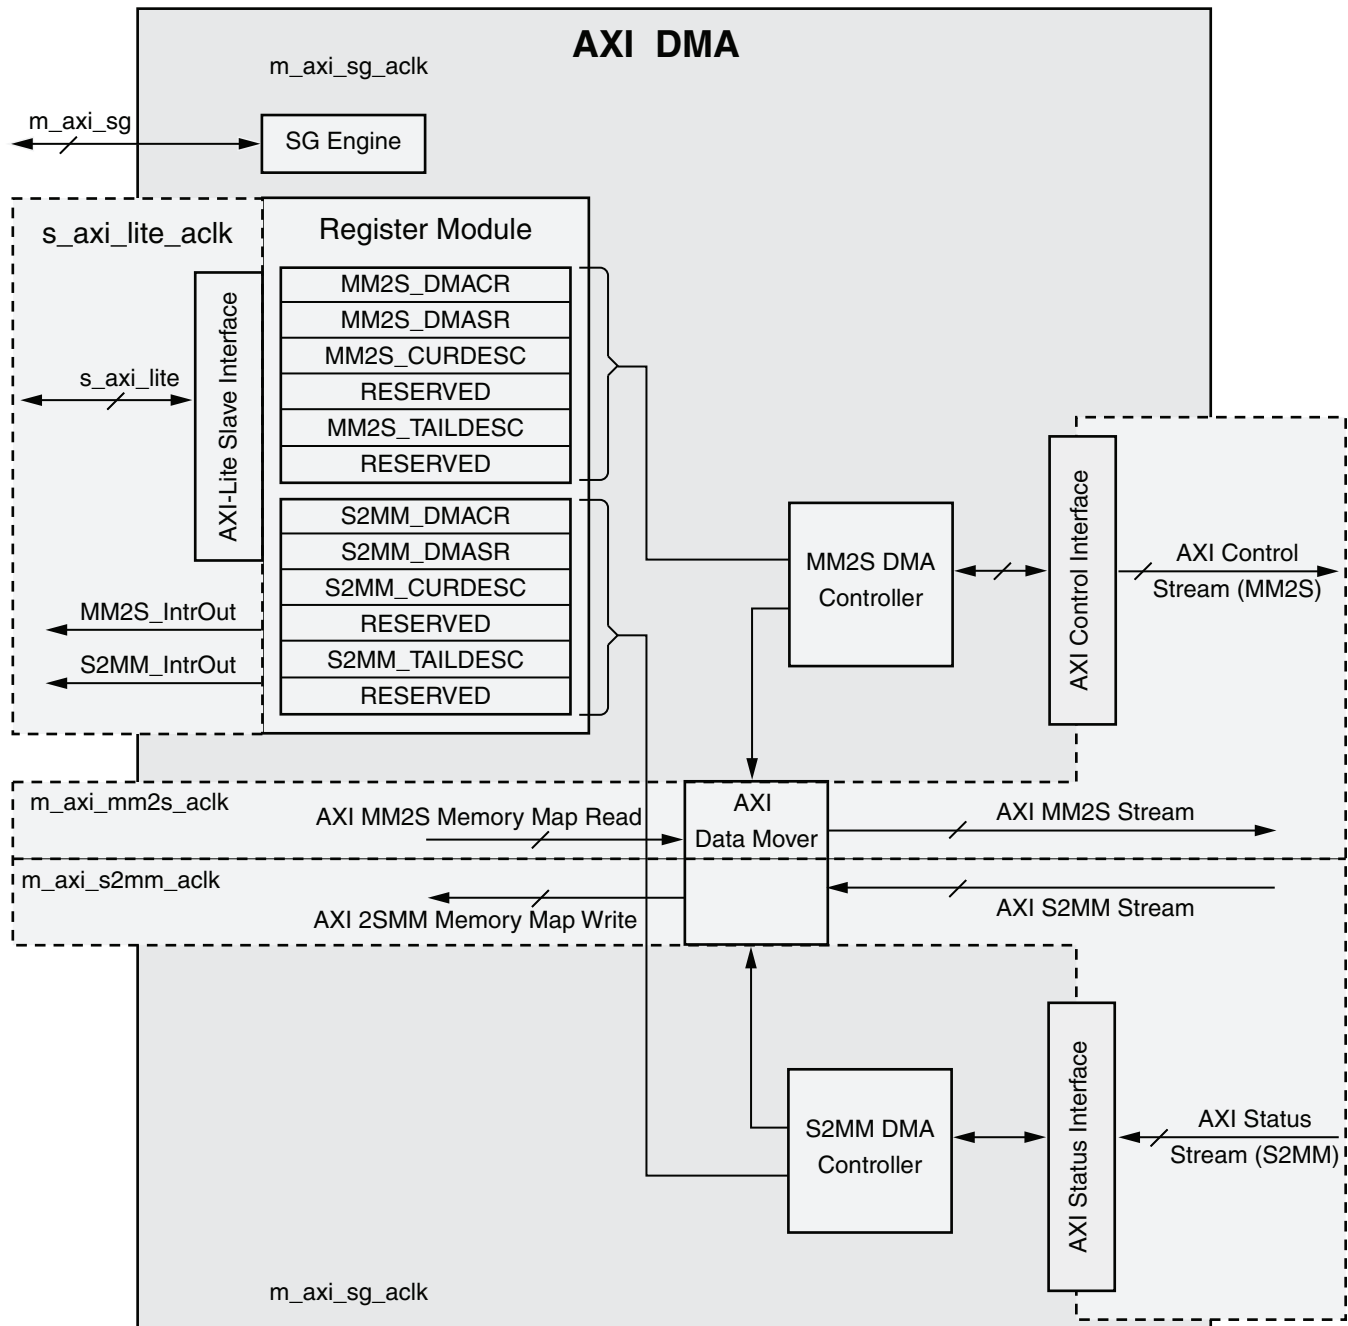 AXI DMA
m_axi_sg_aclk
m_axi_sg
SG Engine
s_axi_lite_aclk
Register Module
MM2S_DMACR
MM2S_DMASR
MM2S_CURDESC
RESERVED
MM2S_TAILDESC
RESERVED
AXI-Lite Slave Interface
s_axi_lite
S2MM_DMACR
S2MM_DMASR
S2MM_CURDESC
RESERVED
S2MM_TAILDESC
RESERVED
MM2S_IntrOut
S2MM_IntrOut
MM2S DMA
Controller
AXI Control Interface
AXI Control
Stream (MM2S)
m_axi_mm2s_aclk
AXI MM2S Memory Map Read
AXI
Data Mover
AXI MM2S Stream
m_axi_s2mm_aclk
AXI 2SMM Memory Map Write
AXI S2MM Stream
S2MM DMA
Controller
AXI Status Interface
AXI Status
Stream (S2MM)
m_axi_sg_aclk